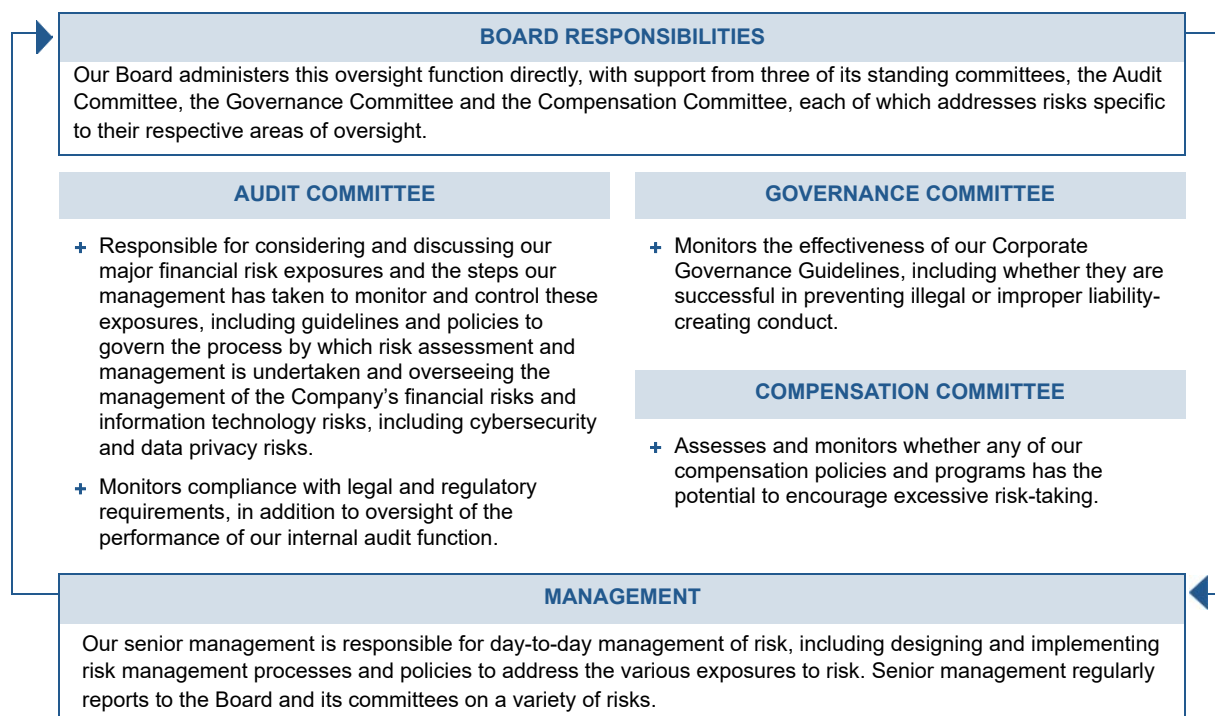 BOARD RESPONSIBILITIES
Our Board administers this oversight function directly, with support from three of its standing committees, the Audit
Committee, the Governance Committee and the Compensation Committee, each of which addresses risks specific
to their respective areas of oversight.
AUDIT COMMITTEE
+ Responsible for considering and discussing our
major financial risk exposures and the steps our
management has taken to monitor and control these
exposures, including guidelines and policies to
govern the process by which risk assessment and
management is undertaken and overseeing the
management of the Company’s financial risks and
information technology risks, including cybersecurity
and data privacy risks.
+ Monitors compliance with legal and regulatory
requirements, in addition to oversight of the
performance of our internal audit function.
GOVERNANCE COMMITTEE
+ Monitors the effectiveness of our Corporate
Governance Guidelines, including whether they are
successful in preventing illegal or improper liability-
creating conduct.
COMPENSATION COMMITTEE
+ Assesses and monitors whether any of our
compensation policies and programs has the
potential to encourage excessive risk-taking.
MANAGEMENT
Our senior management is responsible for day-to-day management of risk, including designing and implementing
risk management processes and policies to address the various exposures to risk. Senior management regularly
reports to the Board and its committees on a variety of risks.